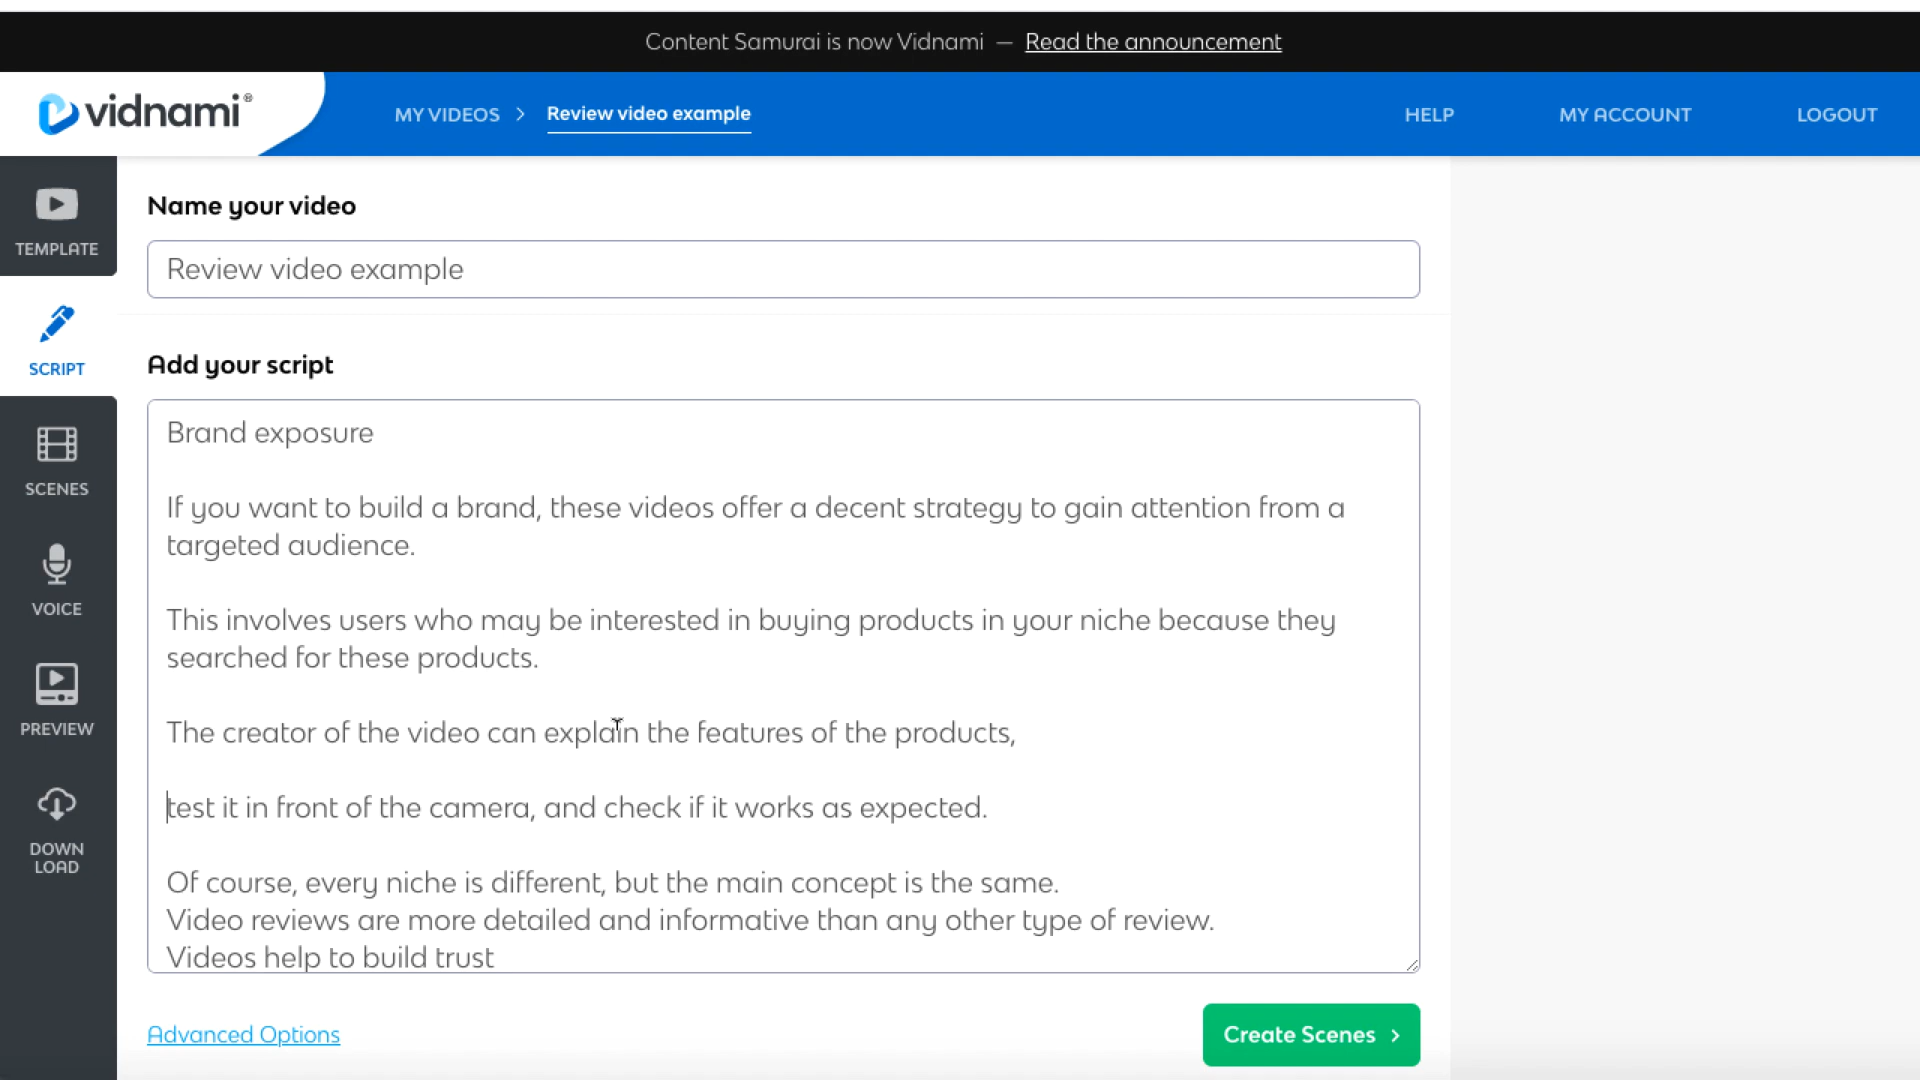 Content Samurai is now Vidnami — Read the announcement
vidnami®
MY VIDEOS > Review video example
HELP
MY ACCOUNT
LOGOUT
TEMPLATE
SCRIPT
SCENES
VOICE
PREVIEW
DOWN
LOAD
Name your video
Review video example
Add your script
Brand exposure
If you want to build a brand, these videos offer a decent strategy to gain attention from a
targeted audience.
This involves users who may be interested in buying products in your niche because they
searched for these products.
The creator of the video can explain the features of the products,
test it in front of the camera, and check if it works as expected.
Of course, every niche is different, but the main concept is the same.
Video reviews are more detailed and informative than any other type of review.
Videos help to build trust
Advanced Options
Create Scenes >